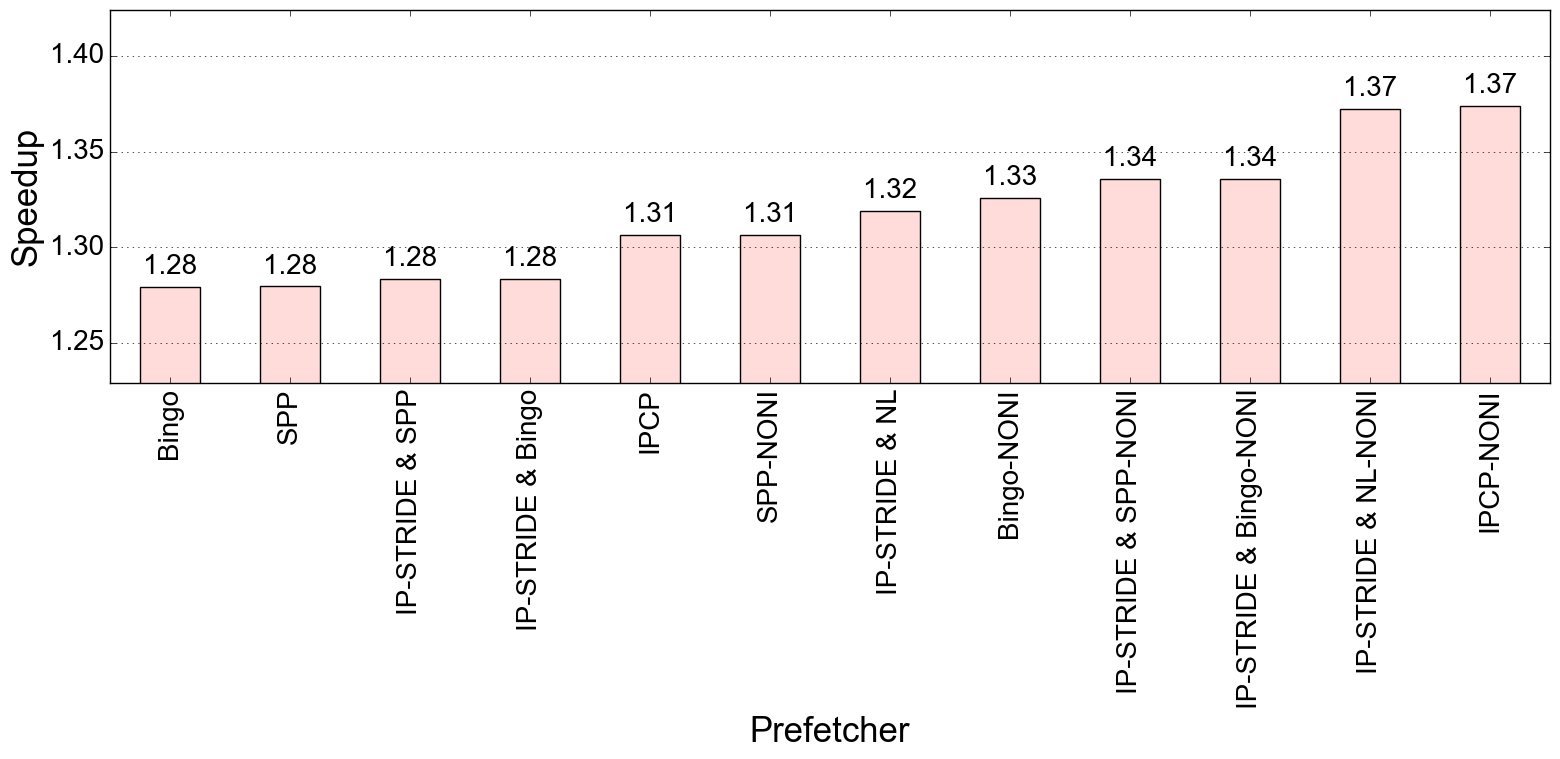 Speedup
1.40
1.35
1.30
1.25
1.28
1.28
1.28
1.28
1.31
1.31
1.32
1.33
1.34
1.34
1.37
1.37
Bingo
SPP
IP-STRIDE & SPP
IP-STRIDE & Bingo
IPCP
SPP-NONI
IP-STRIDE & NL
Bingo-NONI
IP-STRIDE & SPP-NONI
IP-STRIDE & Bingo-NONI
IP-STRIDE & NL-NONI
IPCP-NONI
Prefetcher